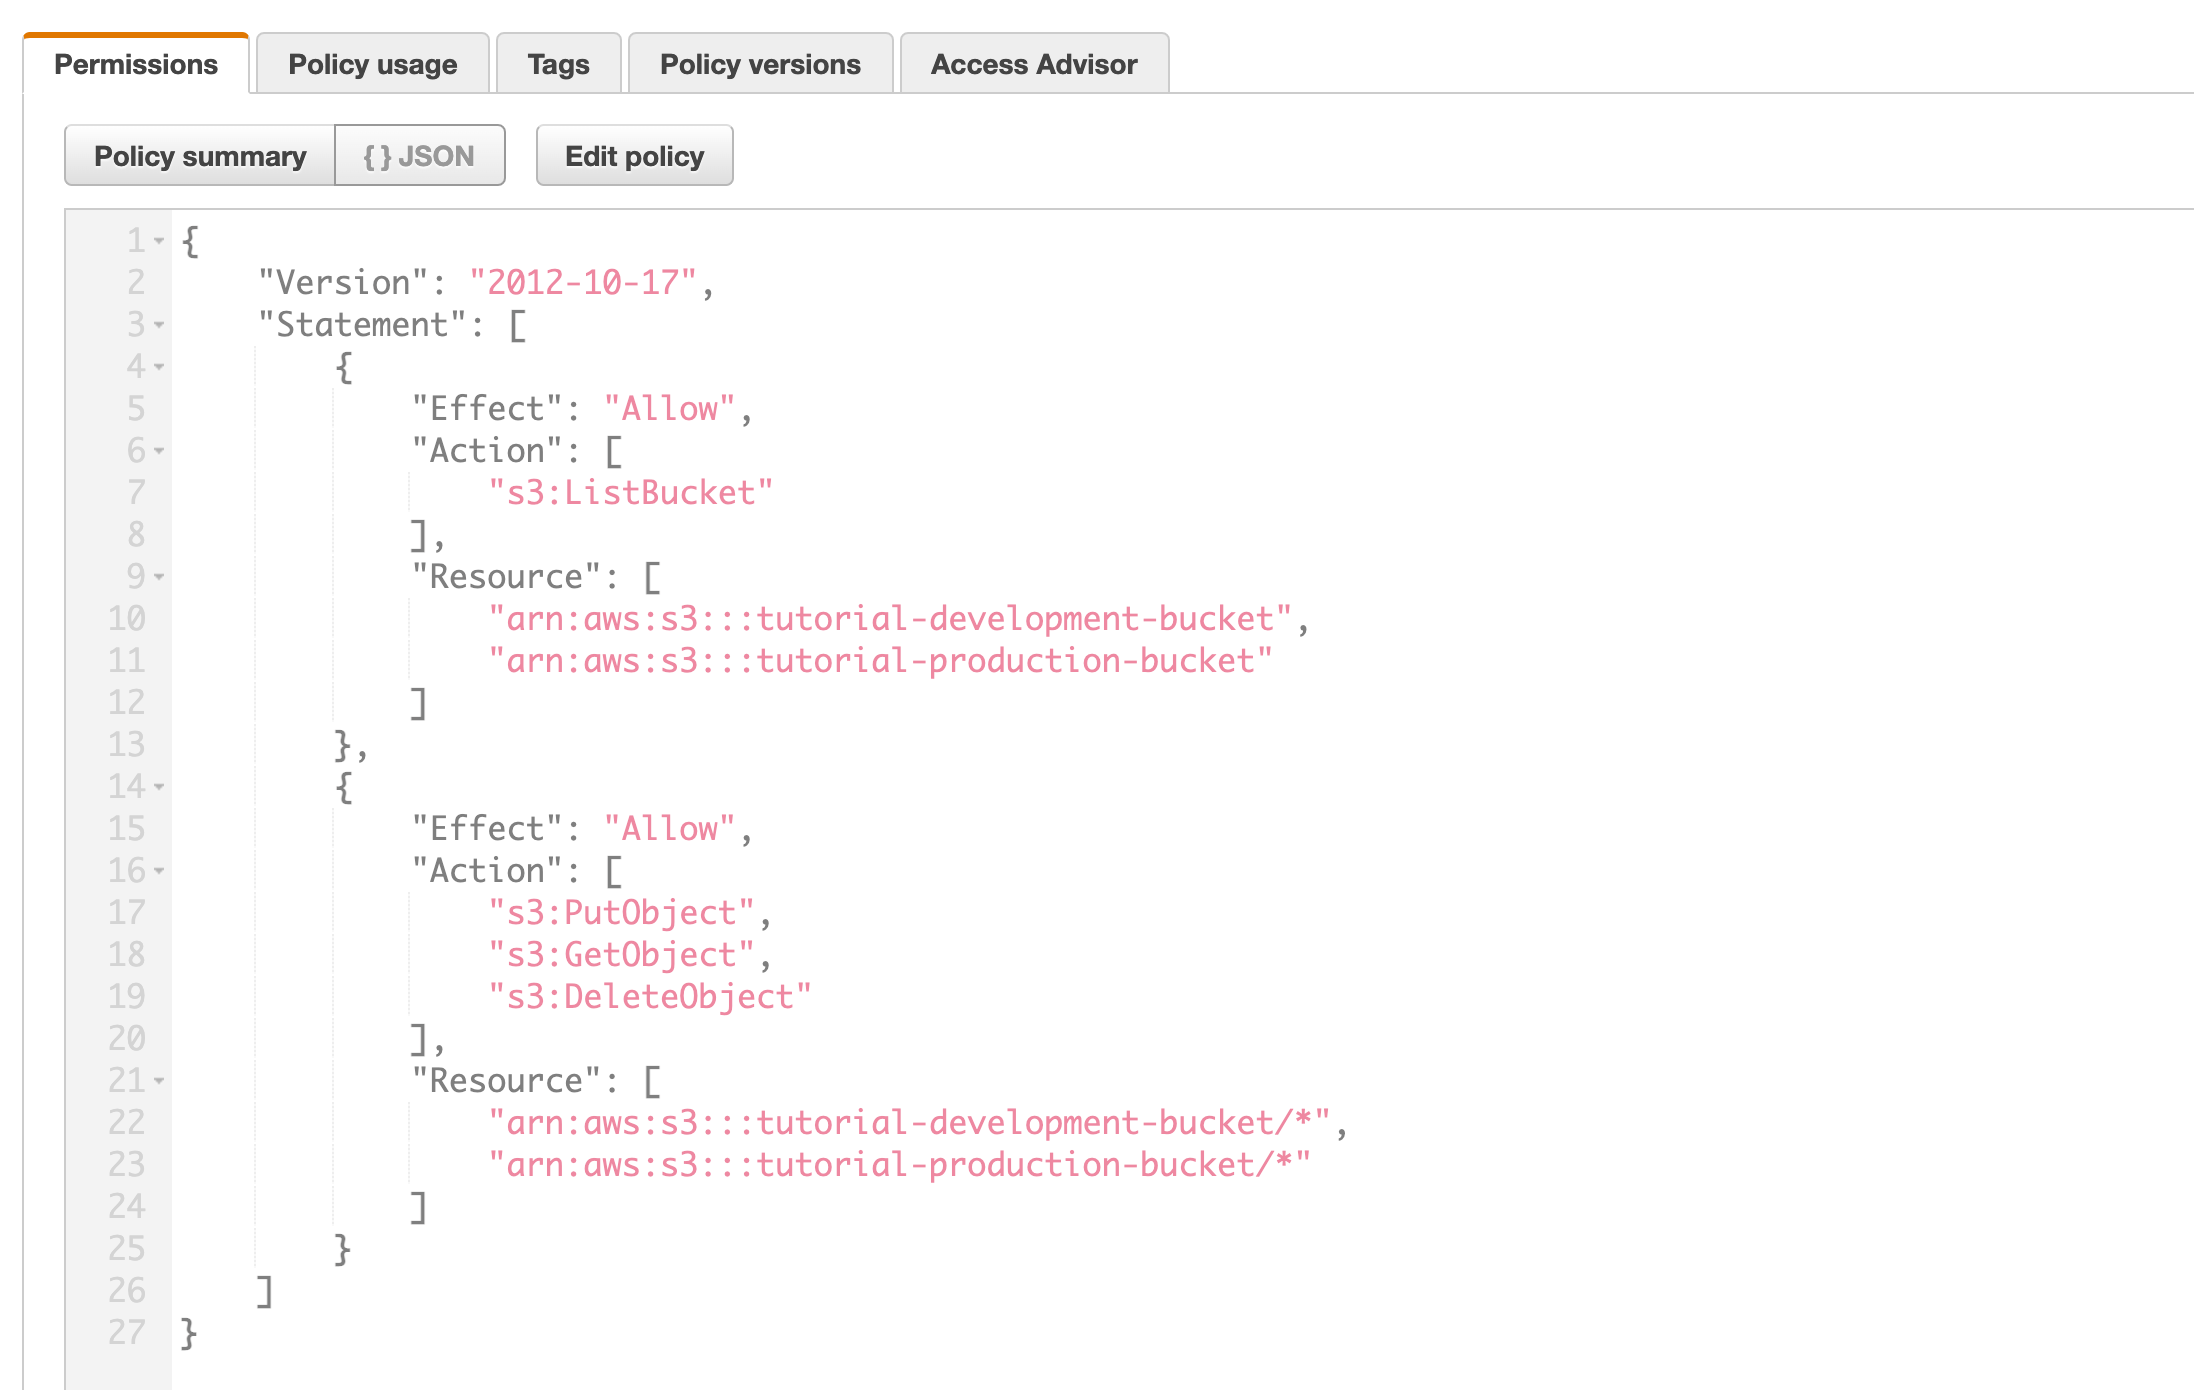 Permissions Policy usage Tags Policy versions Access Advisor
Policy summary { } JSON Edit policy
1 {
2     "Version": "2012-10-17",
3     "Statement": [
4         {
5             "Effect": "Allow",
6             "Action": [
7                 "s3:ListBucket"
8             ],
9             "Resource": [
10                 "arn:aws:s3:::tutorial-development-bucket",
11                 "arn:aws:s3:::tutorial-production-bucket"
12             ]
13         },
14         {
15             "Effect": "Allow",
16             "Action": [
17                 "s3:PutObject",
18                 "s3:GetObject",
19                 "s3:DeleteObject"
20             ],
21             "Resource": [
22                 "arn:aws:s3:::tutorial-development-bucket/*",
23                 "arn:aws:s3:::tutorial-production-bucket/*"
24             ]
25         }
26     ]
27 }